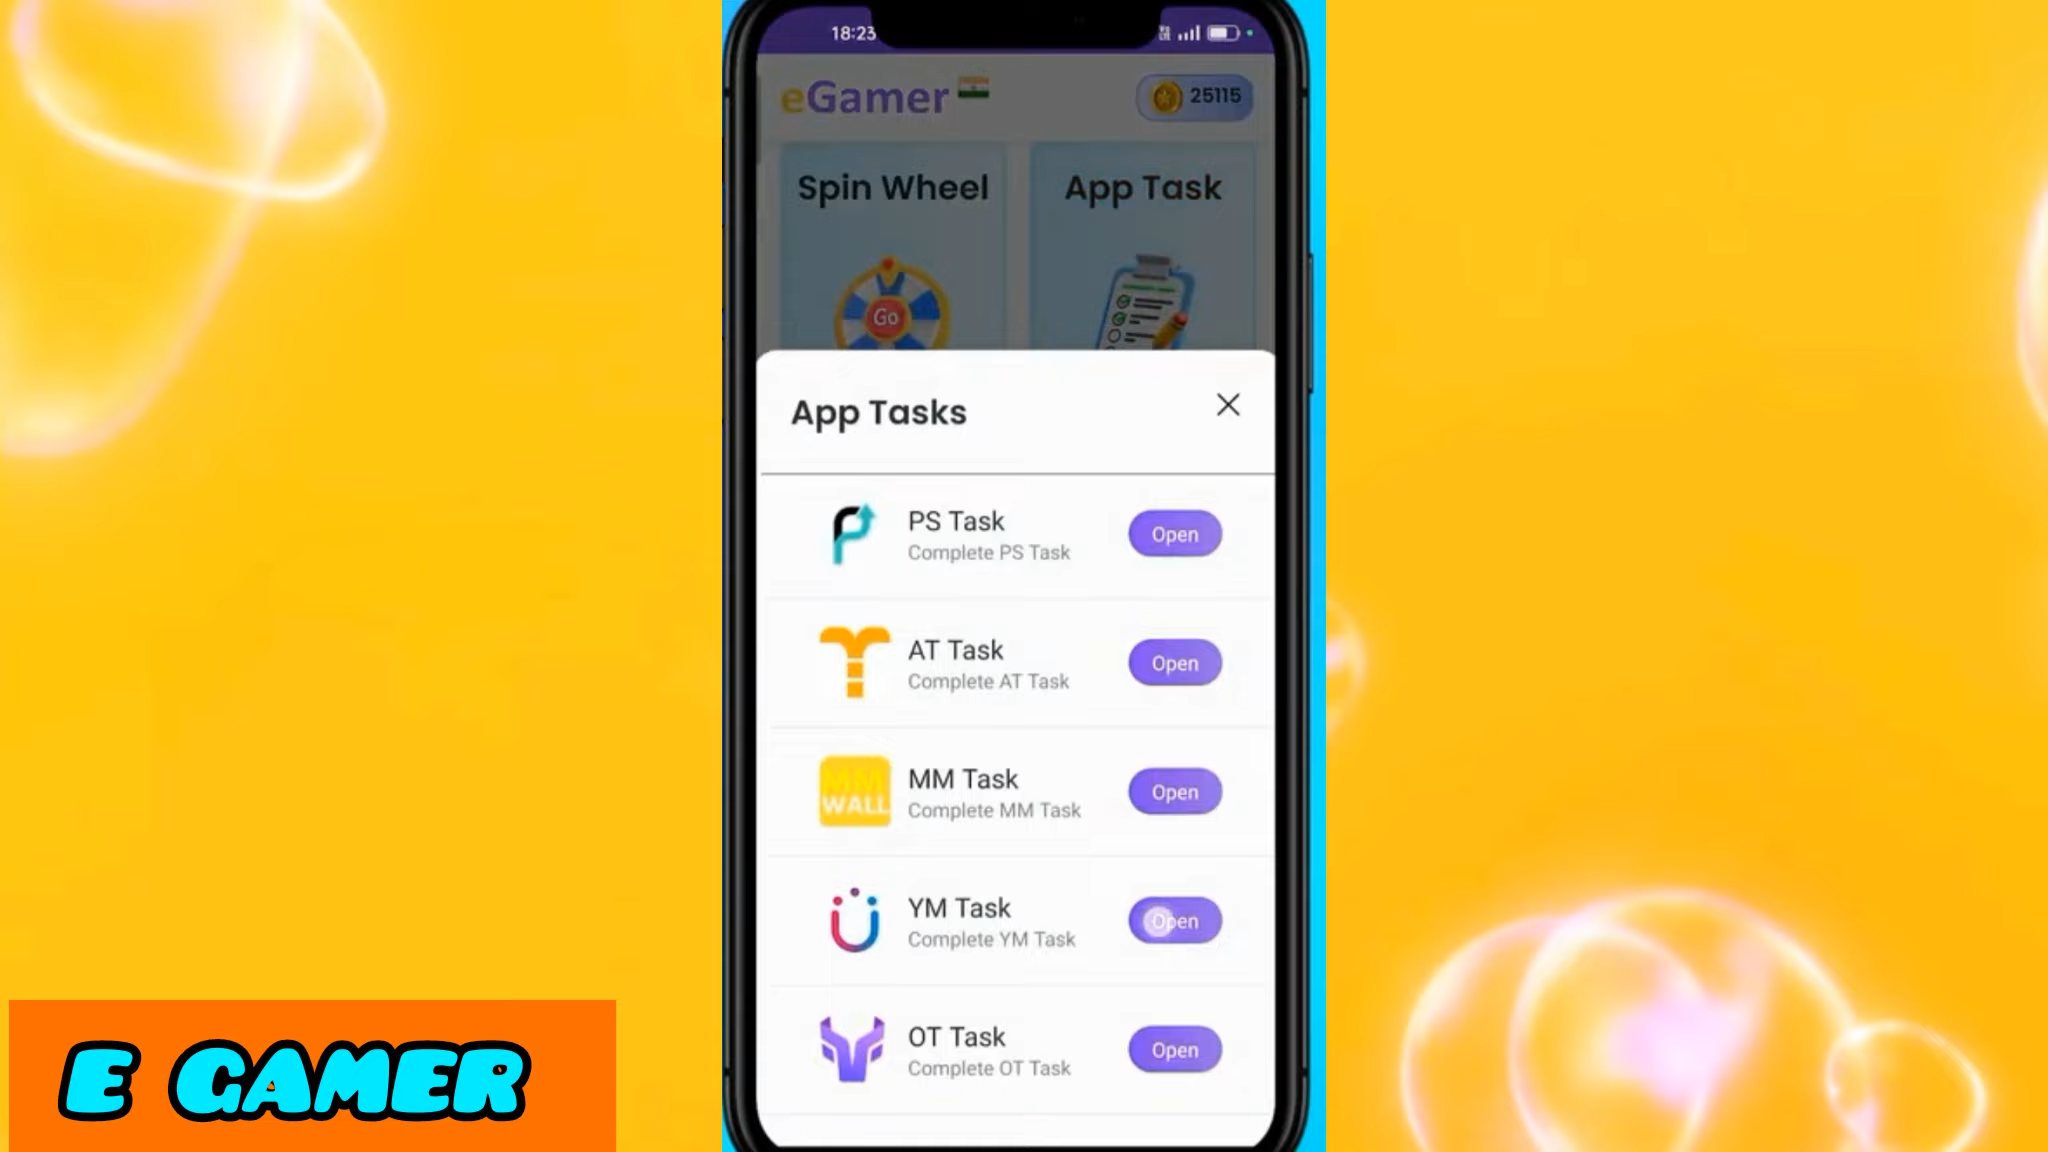 18:23
eGamer
25115
Spin Wheel
App Task
Go
App Tasks
PS Task
Complete PS Task
Open
AT Task
Complete AT Task
Open
MM WALL
MM Task
Complete MM Task
Open
YM Task
Complete YM Task
Open
OT Task
Complete OT Task
Open
E GAMER